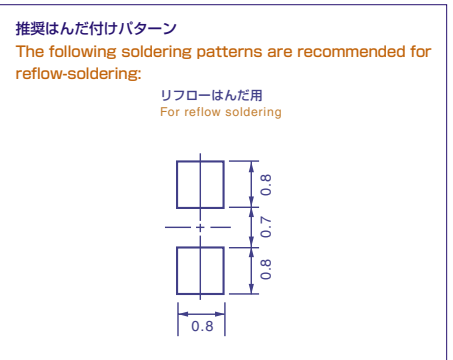 推奨はんだ付けパターン
The following soldering patterns are recommended for
reflow-soldering:
リフローはんだ用
For reflow soldering
0.8
0.7
0.8
0.8